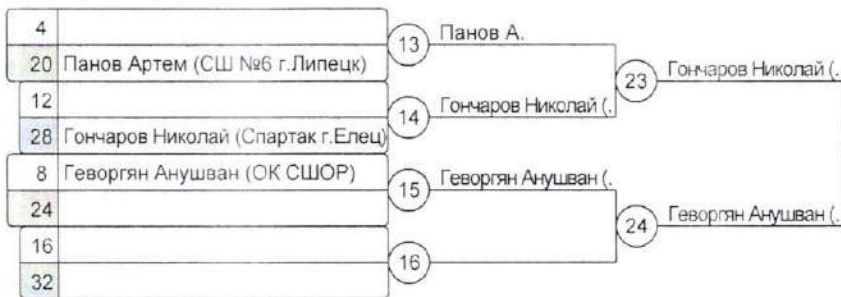 4
20 Панов Артем (СШ №6 г.Липецк)
13 Панов А.
12
28 Гончаров Николай (Спартак г.Елец)
14 Гончаров Николай (.
23 Гончаров Николай (.
8 Геворгян Анушван (ОК СШОР)
24
15 Геворгян Анушван (.
16
32
16
24 Геворгян Анушван (.